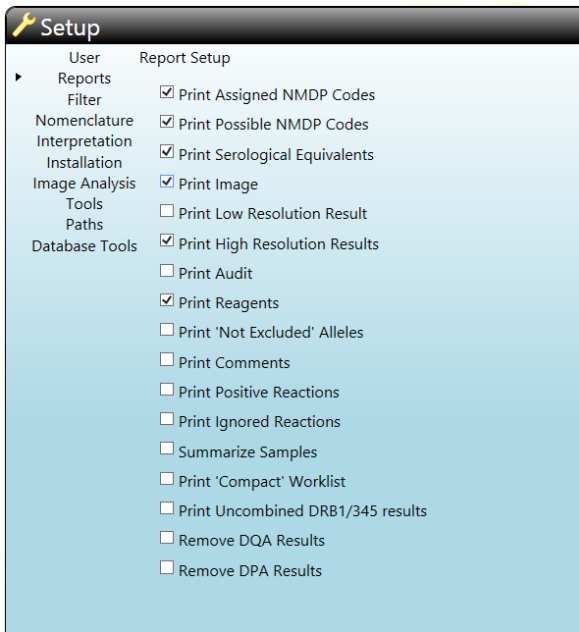 Setup
User
Reports
Filter
Nomenclature
Interpretation
Installation
Image Analysis
Tools
Paths
Database Tools
Report Setup
Print Assigned NMDP Codes
Print Possible NMDP Codes
Print Serological Equivalents
Print Image
Print Low Resolution Result
Print High Resolution Results
Print Audit
Print Reagents
Print 'Not Excluded' Alleles
Print Comments
Print Positive Reactions
Print Ignored Reactions
Summarize Samples
Print 'Compact' Worklist
Print Uncombined DRB1/345 results
Remove DQA Results
Remove DPA Results